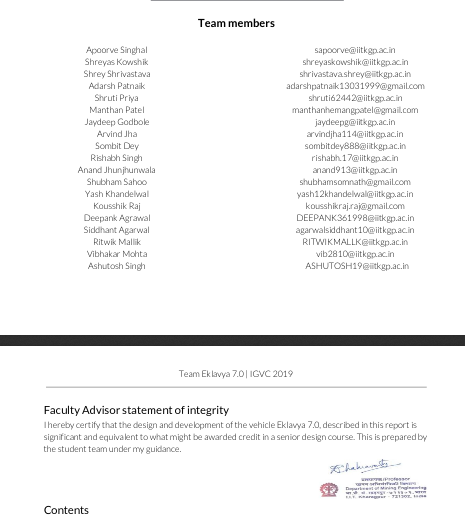 Team members
Apoorve Singhal sapoorve@iitkgp.ac.in
Shreyas Kowshik shreyaskowshik@iitkgp.ac.in
Shrey Shrivastava shrivastava.shrey@iitkgp.ac.in
Adarsh Patnaik adarshpatnaik13031999@gmail.com
Shruti Priya shruti62442@iitkgp.ac.in
Manthan Patel manthanhemangpatel@gmail.com
Jaydeep Godbole jaydeepg@iitkgp.ac.in
Arvind Jha arvindjha114@iitkgp.ac.in
Sombit Dey sombitdey888@iitkgp.ac.in
Rishabh Singh rishabh.17@iitkgp.ac.in
Anand Jhunjhunwala anand913@iitkgp.ac.in
Shubham Sahoo shubhamsomnath@gmail.com
Yash Khandelwal yash12khandelwal@iitkgp.ac.in
Kousshik Raj kousshikraj.raj@gmail.com
Deepank Agrawal DEEPANK361998@iitkgp.ac.in
Siddhant Agarwal agarwalsiddhant10@iitkgp.ac.in
Ritwik Mallik RITWIKMALLK@iitkgp.ac.in
Vibhakar Mohta vib2810@iitkgp.ac.in
Ashutosh Singh ASHUTOSH19@iitkgp.ac.in
Team Eklavya 7.0 | IGVC 2019
Faculty Advisor statement of integrity
I hereby certify that the design and development of the vehicle Eklavya 7.0, described in this report is
significant and equivalent to what might be awarded credit in a senior design course. This is prepared by
the student team under my guidance.
/Professor
Department of Mining Engineering
Kharagpur - 721302,
Contents